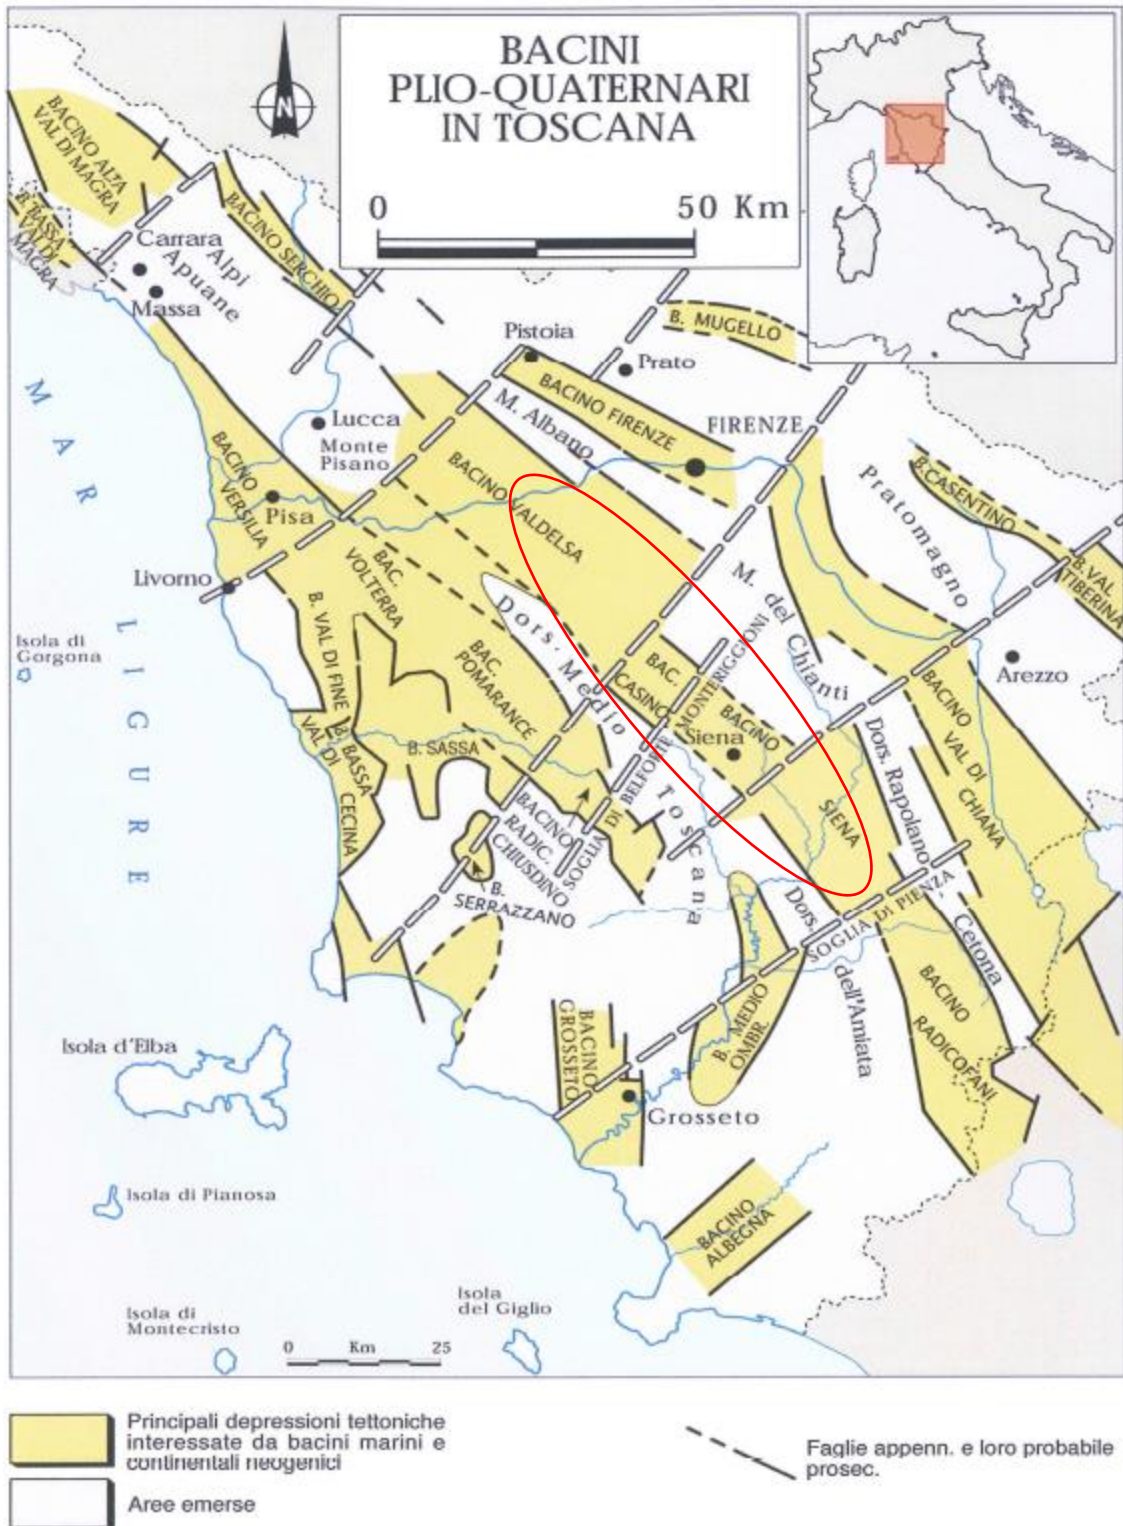 BACINI
PLIO-QUATERNARI
IN TOSCANA
0 50 Km
N
BACINO ALTA
VAL DI MAGRA
B. BASSA
VAL DI
MAGRA
Carrara
Alpi
Apuane
Massa
BACINO SERCHIO
Pistoia
Prato
B. MUGELLO
BACINO FIRENZE
FIRENZE
M. Albano
Lucca
Monte
Pisano
MAR LIGURE
BACINO
VERSILIA
Pisa
Livorno
BACINO VALDELSA
BAC.
VOLTERRA
Pratomagno
B. CASENTINO
B. VAL
TIBERINA
Arezzo
M. del Chianti
Isola di
Gorgona
B. VAL DI FINE
Dors. Medio Toscana
BAC.
POMARANCE
BAC.
CASINO
BACINO
SIENA
Siena
SOGLIA DI BELFORTE MONTERIGGIONI
B. SASSA
VAL DI
B. BASSA
CECINA
BACINO
RADIC.
CHIUSDINO
B.
SERRAZZANO
Dors. Rapolano
Cetona
BACINO
VAL DI
CHIANA
SOGLIA DI PIENZA
Dors.
dell'Amiata
BACINO
RADICOFANI
B. MEDIO
OMBR.
BACINO
GROSSETO
Grosseto
Isola d'Elba
Isola di Pianosa
BACINO
ALBEGNA
Isola di
Montecristo
Isola
del Giglio
0 Km 25
Principali depressioni tettoniche
interessate da bacini marini e
continentali neogenici
Aree emerse
Faglie appenn. e loro probabile
prosec.